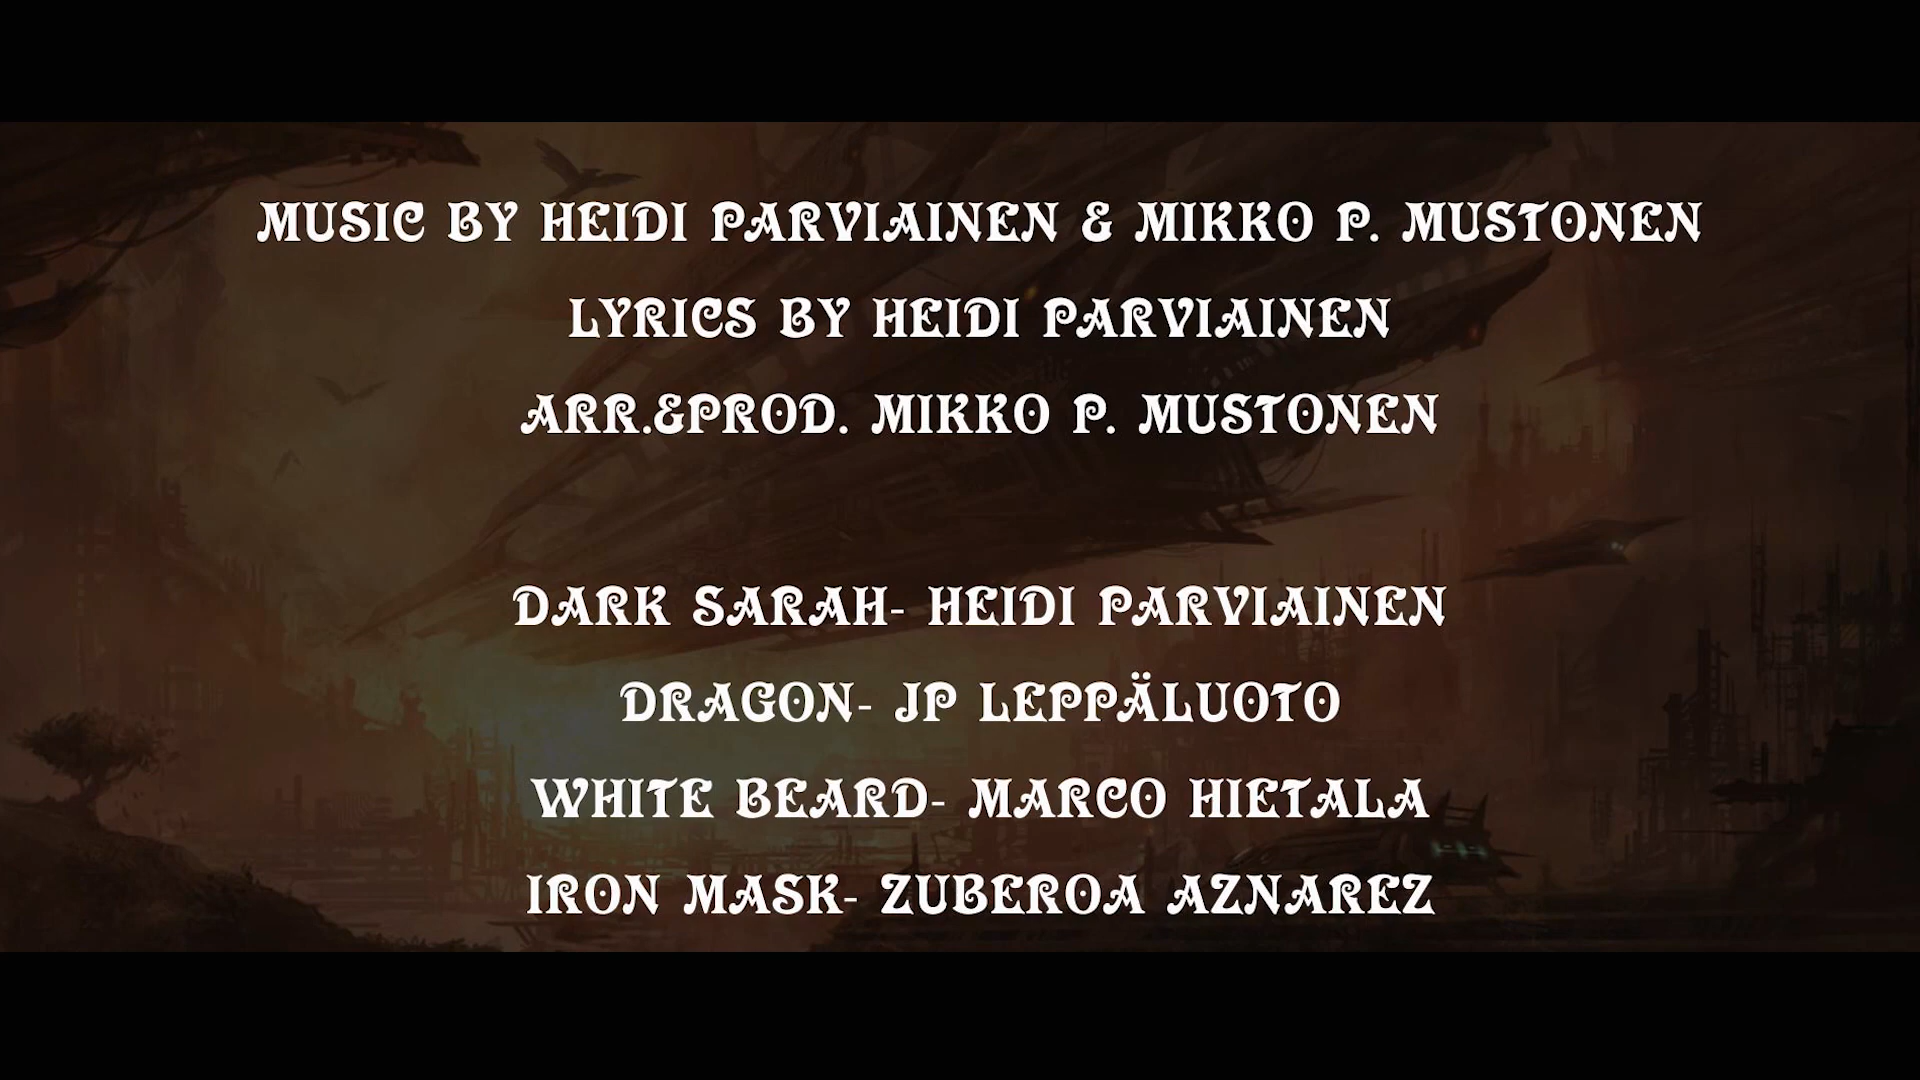 MUSIC BY HEIDI PARVIAINEN & MIKKO P. MUSTONEN
LYRICS BY HEIDI PARVIAINEN
ARR.&PROD. MIKKO P. MUSTONEN
DARK SARAH- HEIDI PARVIAINEN
DRAGON- JP LEPPÄLUOTO
WHITE BEARD- MARCO HIETALA
IRON MASK- ZUBEROA AZNAREZ